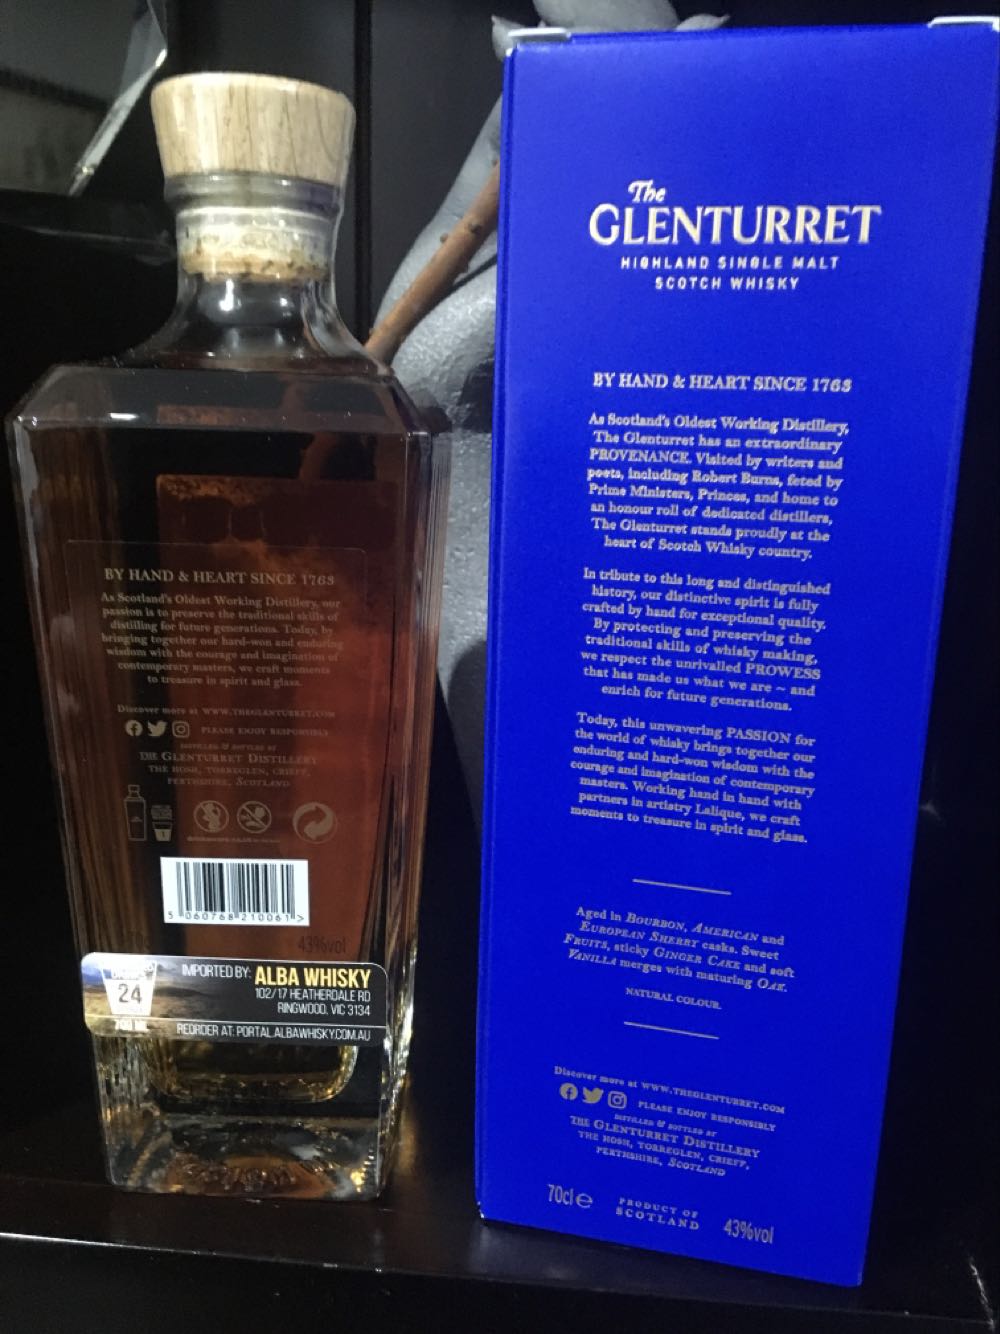 BY HAND & HEART SINCE 1763
As Scotland's Oldest Working Distillery, our
passion is to preserve the traditional skills of
distilling for future generations. Today, by
bringing together our hard-won and enduring
wisdom with the courage and imagination of
contemporary masters, we craft moments
to treasure in spirit and glass.
Discover more at WWW.THEGLENTURRET.COM
PLEASE ENJOY RESPONSIBLY
DISTILLED & BOTTLED BY
THE GLENTURRET DISTILLERY
THE HOSH, TORREGLEN, CRIEFF,
PERTHSHIRE, SCOTLAND
5 060768 210061 >
70cl
43%vol
24
700 ML
IMPORTED BY: ALBA WHISKY
102/17 HEATHERDALE RD
RINGWOOD, VIC 3134
REORDER AT: PORTAL.ALBAWHISKY.COM.AU
The
GLENTURRET
HIGHLAND SINGLE MALT
SCOTCH WHISKY
BY HAND & HEART SINCE 1763
As Scotland's Oldest Working Distillery,
The Glenturret has an extraordinary
PROVENANCE. Visited by writers and
poets, including Robert Burns, feted by
Prime Ministers, Princes, and home to
an honour roll of dedicated distillers,
The Glenturret stands proudly at the
heart of Scotch Whisky country.
In tribute to this long and distinguished
history, our distinctive spirit is fully
crafted by hand for exceptional quality.
By protecting and preserving the
traditional skills of whisky making,
we respect the unrivalled PROWESS
that has made us what we are ~ and
enrich for future generations.
Today, this unwavering PASSION for
the world of whisky brings together our
enduring and hard-won wisdom with the
courage and imagination of contemporary
masters. Working hand in hand with
partners in artistry Lalique, we craft
moments to treasure in spirit and glass.
Aged in BOURBON, AMERICAN and
EUROPEAN SHERRY casks. Sweet
FRUITS, sticky GINGER CAKE and soft
VANILLA merges with maturing OAK.
NATURAL COLOUR.
Discover more at WWW.THEGLENTURRET.COM
PLEASE ENJOY RESPONSIBLY
DISTILLED & BOTTLED BY
THE GLENTURRET DISTILLERY
THE HOSH, TORREGLEN, CRIEFF,
PERTHSHIRE, SCOTLAND
70cl e
PRODUCT OF
SCOTLAND
43%vol